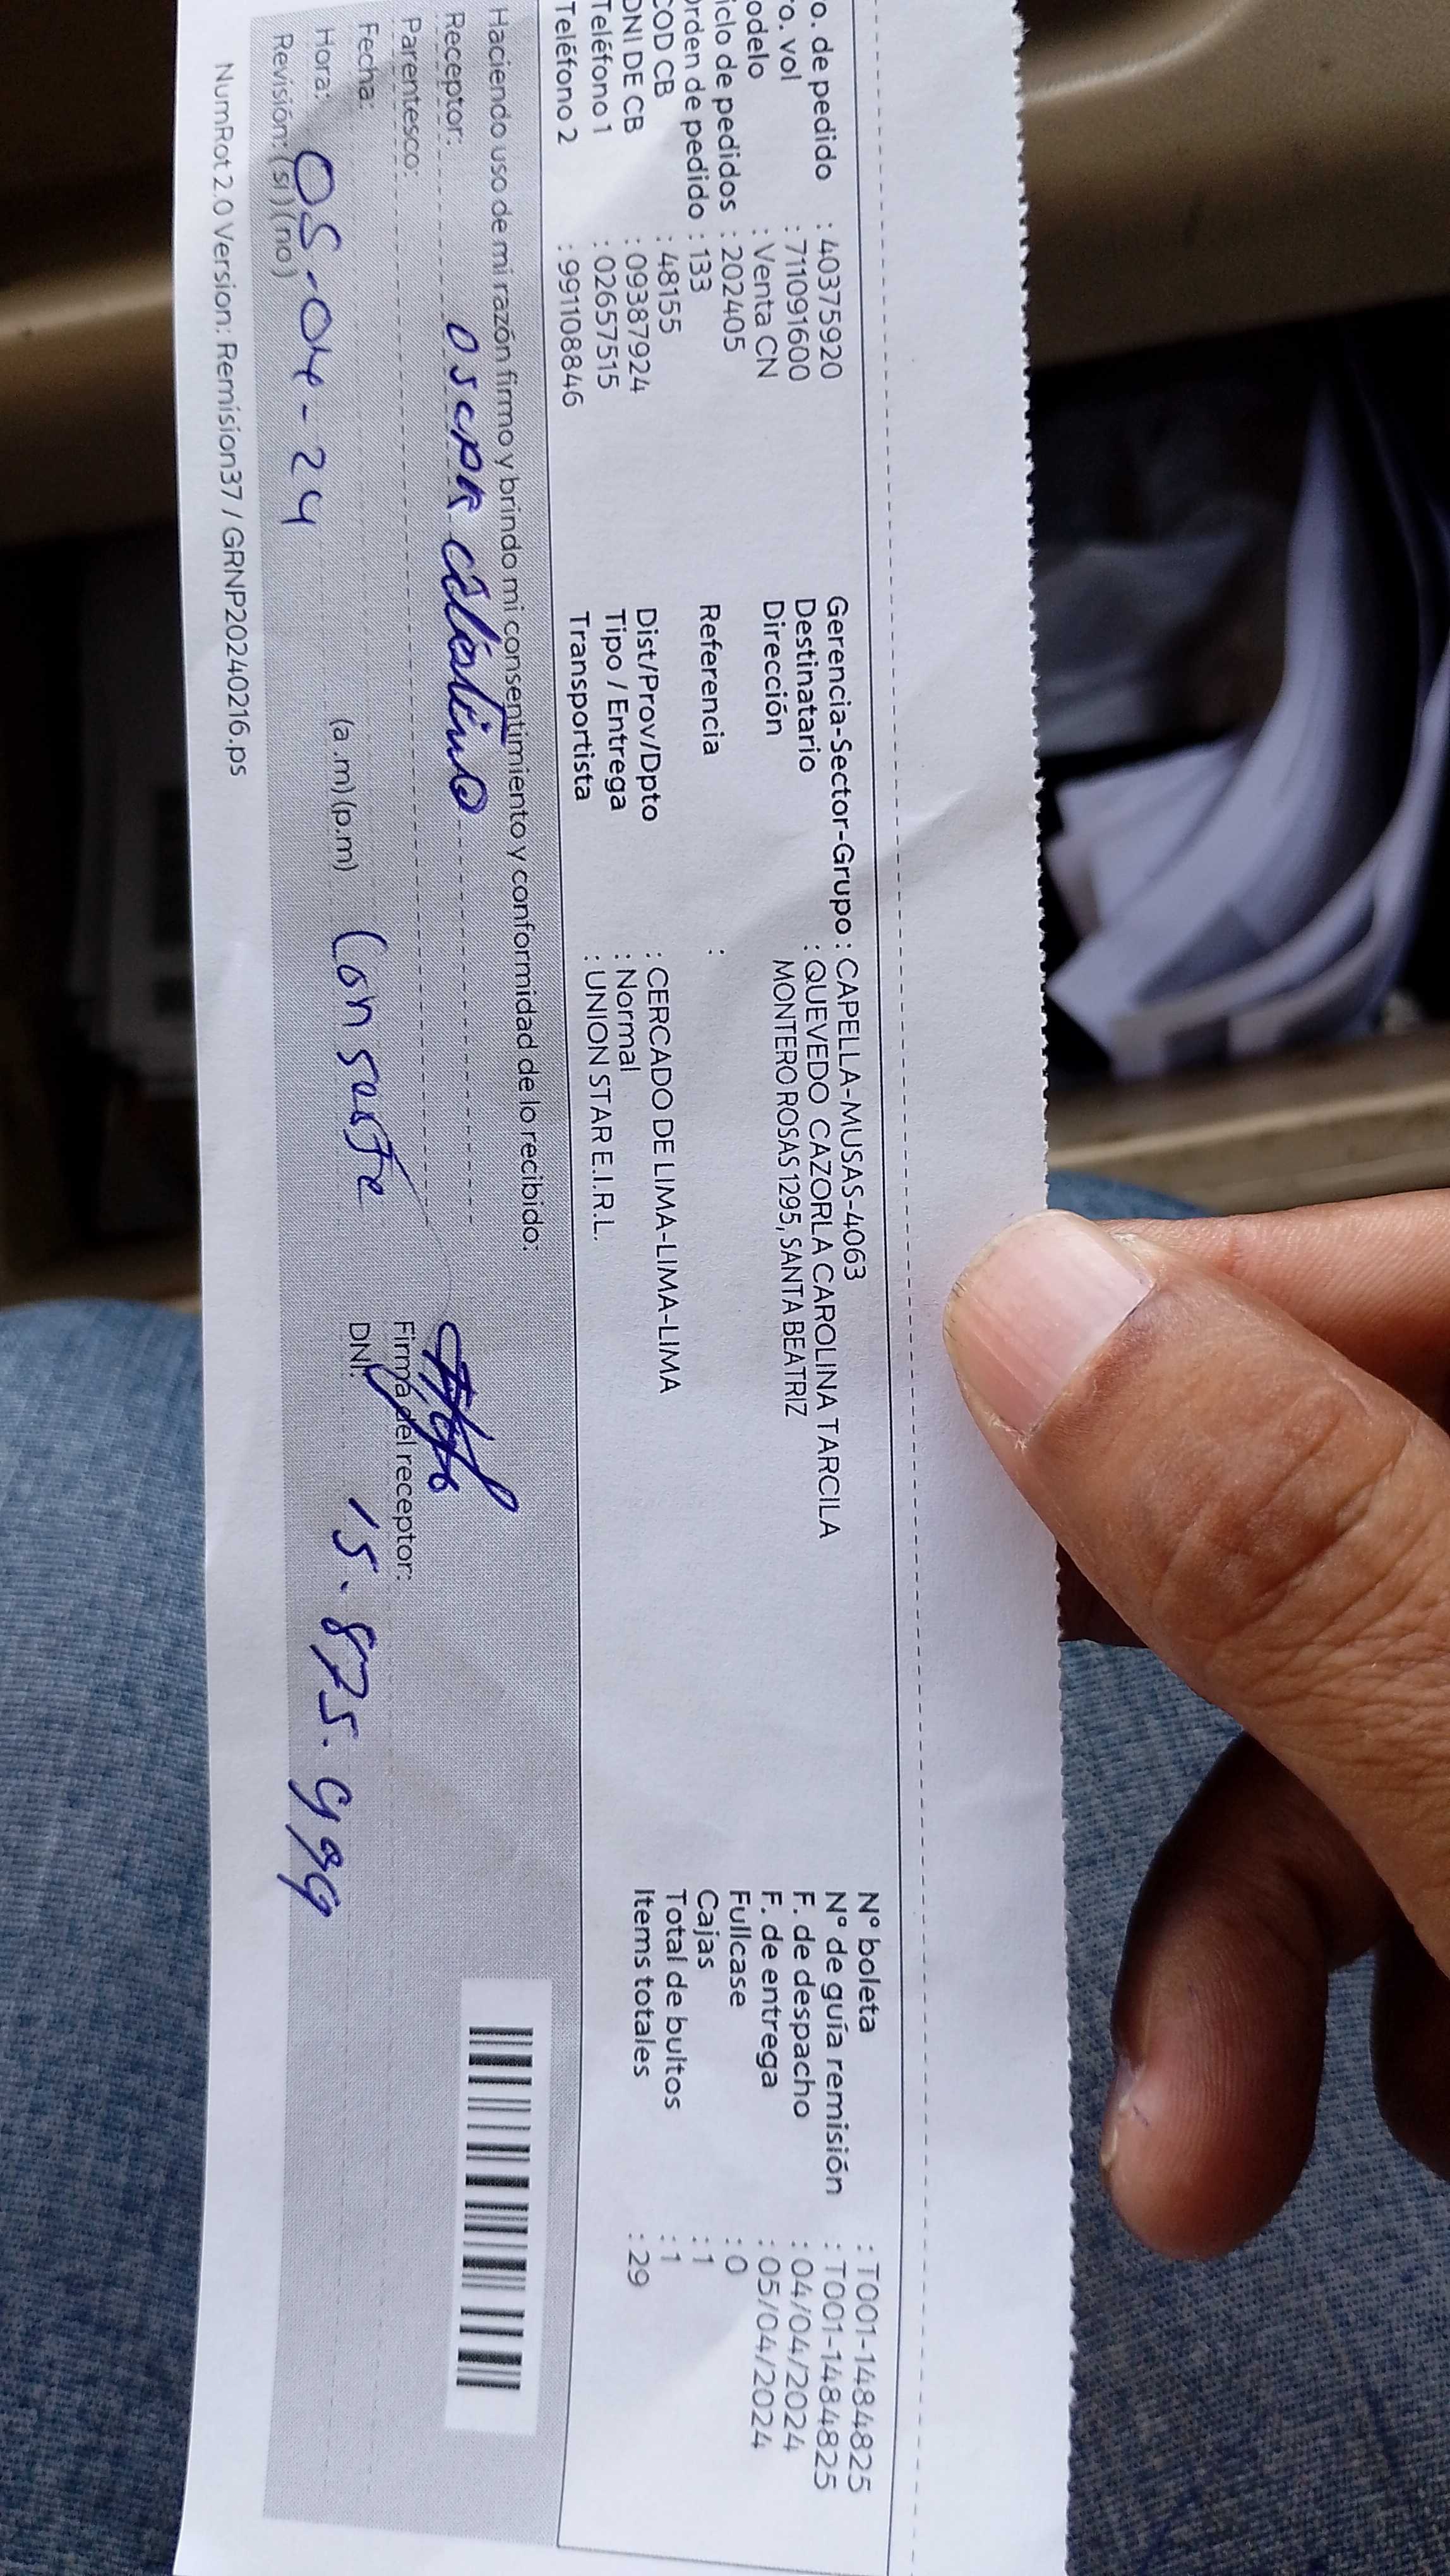 o. de pedido : 40375920
o. vol : 711091600
odelo : Venta CN
iclo de pedidos : 202405
orden de pedido : 133
COD CB : 48155
DNI DE CB : 09387924
Teléfono 1 : 02657515
Teléfono 2 : 991108846
Gerencia-Sector-Grupo : CAPELLA-MUSAS-4063
Destinatario : QUEVEDO CAZORLA CAROLINA TARCILA
Dirección MONTERO ROSAS 1295, SANTA BEATRIZ
Referencia :
Dist/Prov/Dpto : CERCADO DE LIMA-LIMA-LIMA
Tipo / Entrega : Normal
Transportista : UNION STAR E.I.R.L.
N° boleta : T001-1484825
N° de guía remisión : T001-1484825
F. de despacho : 04/04/2024
F. de entrega : 05/04/2024
Fullcase : 0
Cajas : 1
Total de bultos : 1
Items totales : 29
Haciendo uso de mi razón firmo y brindo mi consentimiento y conformidad de lo recibido:
Receptor: OSCAR
Parentesco:
Fecha:
Hora: 05-04-24 (a.m) (p.m)
Revisión: (si) (no)
Firma del receptor:
DNI: 15.875.999
NumRot 2.0 Version: Remision37 / GRNP20240216.ps